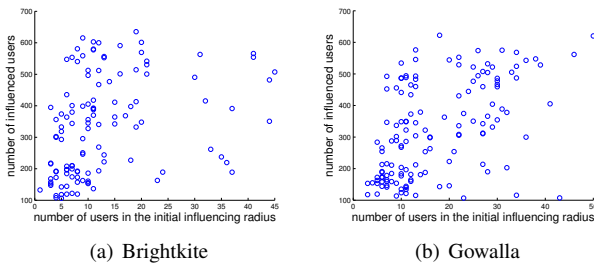 700
600
500
400
300
200
100
0 5 10 15 20 25 30 35 40 45
number of influenced users
number of users in the initial influencing radius
(a) Brightkite
700
600
500
400
300
200
100
0 10 20 30 40 50
number of influenced users
number of users in the initial influencing radius
(b) Gowalla